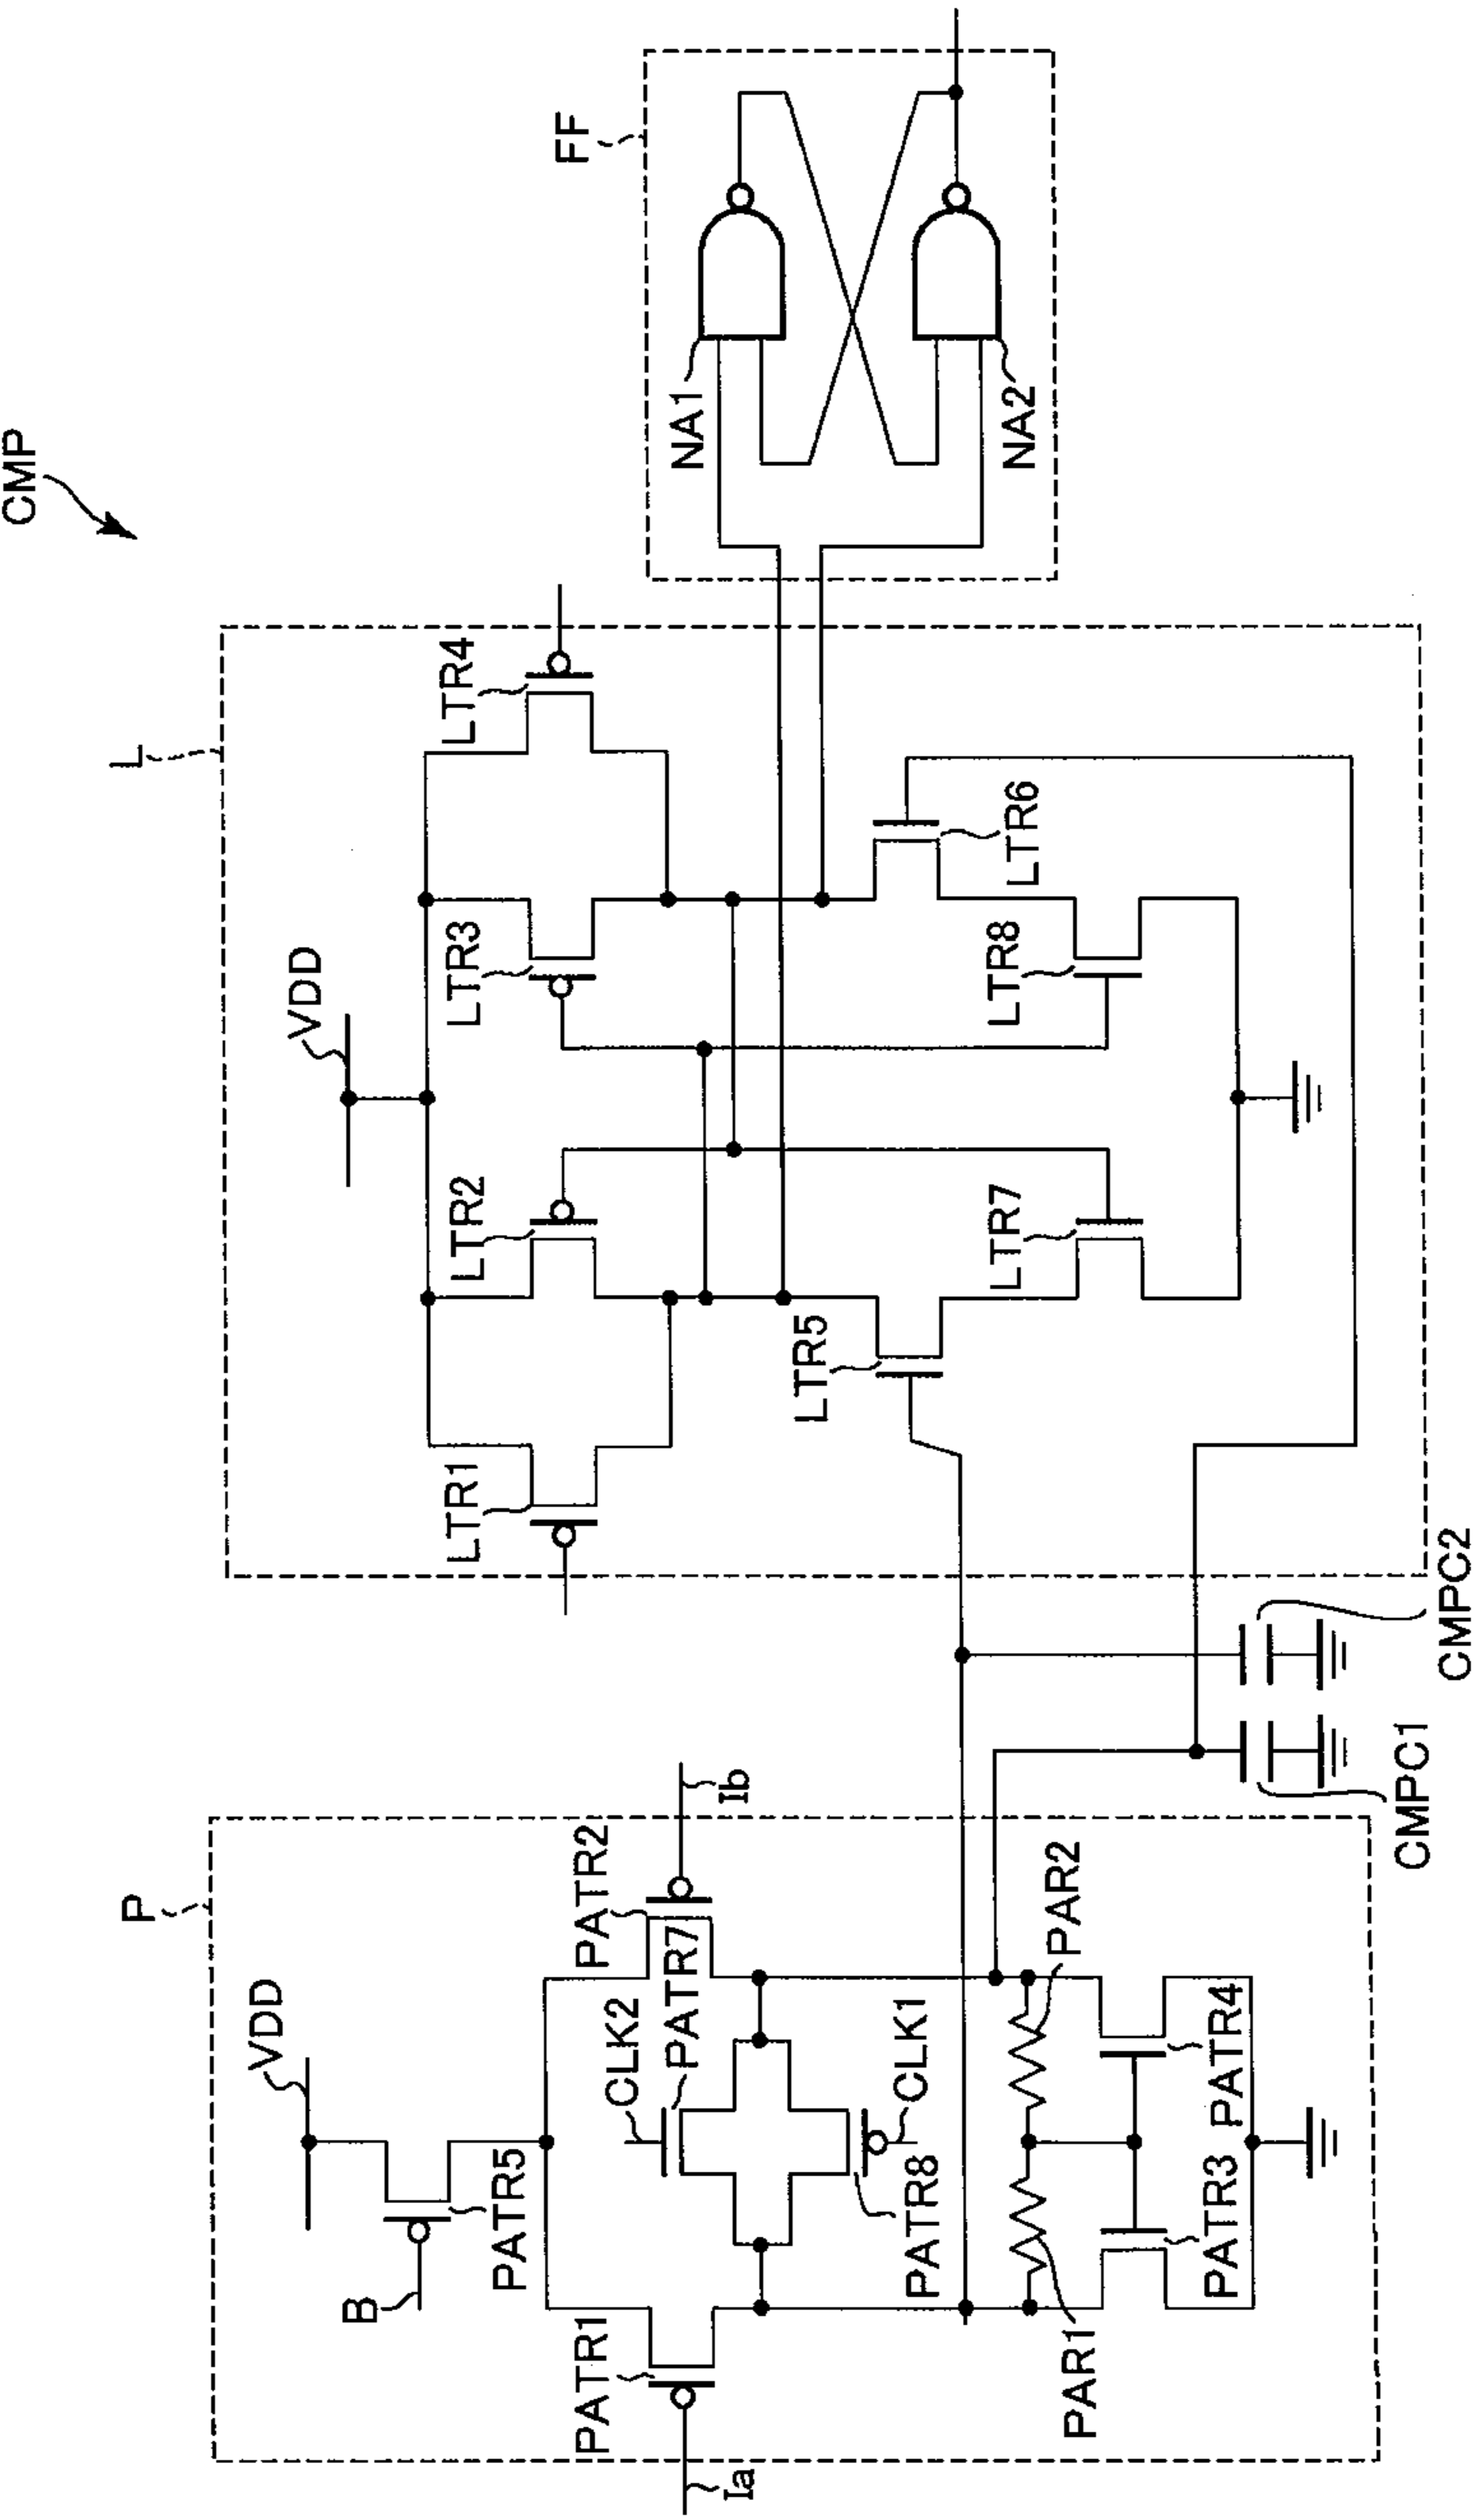 CMP
P
L
FF
VDD
B
PATR5
PATR1
PATR2
Ia
Ib
CLK2
PATR7
CLK1
PATR8
PAR1
PAR2
PATR3
PATR4
CMPC1
CMPC2
VDD
LTR1
LTR2
LTR3
LTR4
LTR5
LTR6
LTR7
LTR8
NA1
NA2